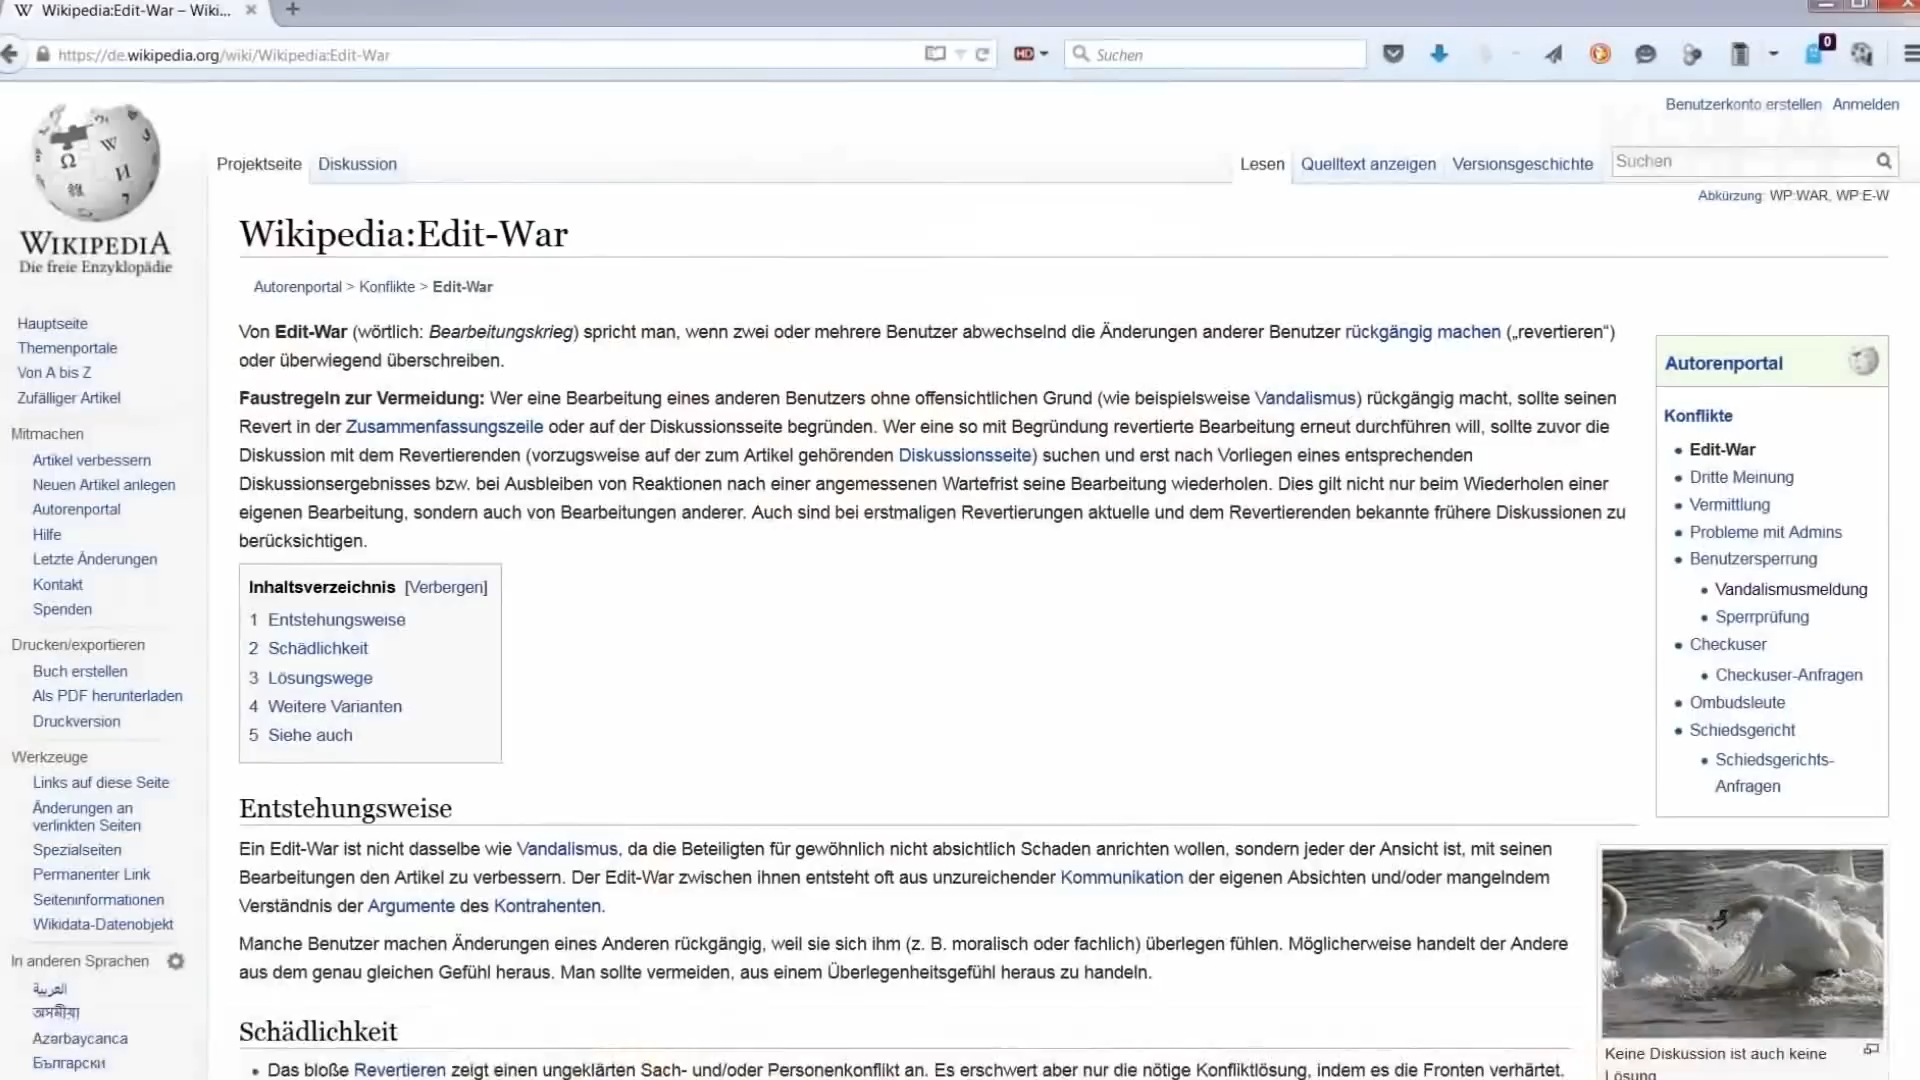 Wikipedia:Edit-War – Wiki...
https://de.wikipedia.org/wiki/Wikipedia:Edit-War
HD
Suchen
0
Benutzerkonto erstellen Anmelden
Projektseite Diskussion
Lesen Quelltext anzeigen Versionsgeschichte Suchen
Abkürzung: WP:WAR, WP:E-W
WIKIPEDIA
Die freie Enzyklopädie
Hauptseite
Themenportale
Von A bis Z
Zufälliger Artikel
Mitmachen
Artikel verbessern
Neuen Artikel anlegen
Autorenportal
Hilfe
Letzte Änderungen
Kontakt
Spenden
Drucken/exportieren
Buch erstellen
Als PDF herunterladen
Druckversion
Werkzeuge
Links auf diese Seite
Änderungen an
verlinkten Seiten
Spezialseiten
Permanenter Link
Seiteninformationen
Wikidata-Datenobjekt
In anderen Sprachen
العربية
অসমীয়া
Azərbaycanca
Български
Wikipedia:Edit-War
Autorenportal > Konflikte > Edit-War
Von Edit-War (wörtlich: Bearbeitungskrieg) spricht man, wenn zwei oder mehrere Benutzer abwechselnd die Änderungen anderer Benutzer rückgängig machen („revertieren“)
oder überwiegend überschreiben.
Faustregeln zur Vermeidung: Wer eine Bearbeitung eines anderen Benutzers ohne offensichtlichen Grund (wie beispielsweise Vandalismus) rückgängig macht, sollte seinen
Revert in der Zusammenfassungszeile oder auf der Diskussionsseite begründen. Wer eine so mit Begründung revertierte Bearbeitung erneut durchführen will, sollte zuvor die
Diskussion mit dem Revertierenden (vorzugsweise auf der zum Artikel gehörenden Diskussionsseite) suchen und erst nach Vorliegen eines entsprechenden
Diskussionsergebnisses bzw. bei Ausbleiben von Reaktionen nach einer angemessenen Wartefrist seine Bearbeitung wiederholen. Dies gilt nicht nur beim Wiederholen einer
eigenen Bearbeitung, sondern auch von Bearbeitungen anderer. Auch sind bei erstmaligen Revertierungen aktuelle und dem Revertierenden bekannte frühere Diskussionen zu
berücksichtigen.
Inhaltsverzeichnis [Verbergen]
1 Entstehungsweise
2 Schädlichkeit
3 Lösungswege
4 Weitere Varianten
5 Siehe auch
Entstehungsweise
Ein Edit-War ist nicht dasselbe wie Vandalismus, da die Beteiligten für gewöhnlich nicht absichtlich Schaden anrichten wollen, sondern jeder der Ansicht ist, mit seinen
Bearbeitungen den Artikel zu verbessern. Der Edit-War zwischen ihnen entsteht oft aus unzureichender Kommunikation der eigenen Absichten und/oder mangelndem
Verständnis der Argumente des Kontrahenten.
Manche Benutzer machen Änderungen eines Anderen rückgängig, weil sie sich ihm (z. B. moralisch oder fachlich) überlegen fühlen. Möglicherweise handelt der Andere
aus dem genau gleichen Gefühl heraus. Man sollte vermeiden, aus einem Überlegenheitsgefühl heraus zu handeln.
Schädlichkeit
• Das bloße Revertieren zeigt einen ungeklärten Sach- und/oder Personenkonflikt an. Es erschwert aber nur die nötige Konfliktlösung, indem es die Fronten verhärtet.
Autorenportal
Konflikte
• Edit-War
• Dritte Meinung
• Vermittlung
• Probleme mit Admins
• Benutzersperrung
• Vandalismusmeldung
• Sperrprüfung
• Checkuser
• Checkuser-Anfragen
• Ombudsleute
• Schiedsgericht
• Schiedsgerichts-
Anfragen
Keine Diskussion ist auch keine
Lösung